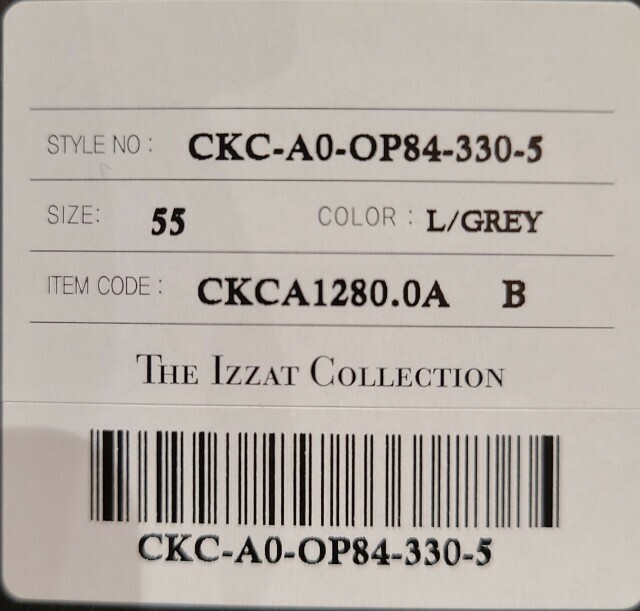 STYLE NO : CKC-A0-OP84-330-5
SIZE: 55 COLOR : L/GREY
ITEM CODE : CKCA1280.0A B
THE IZZAT COLLECTION
CKC-A0-OP84-330-5